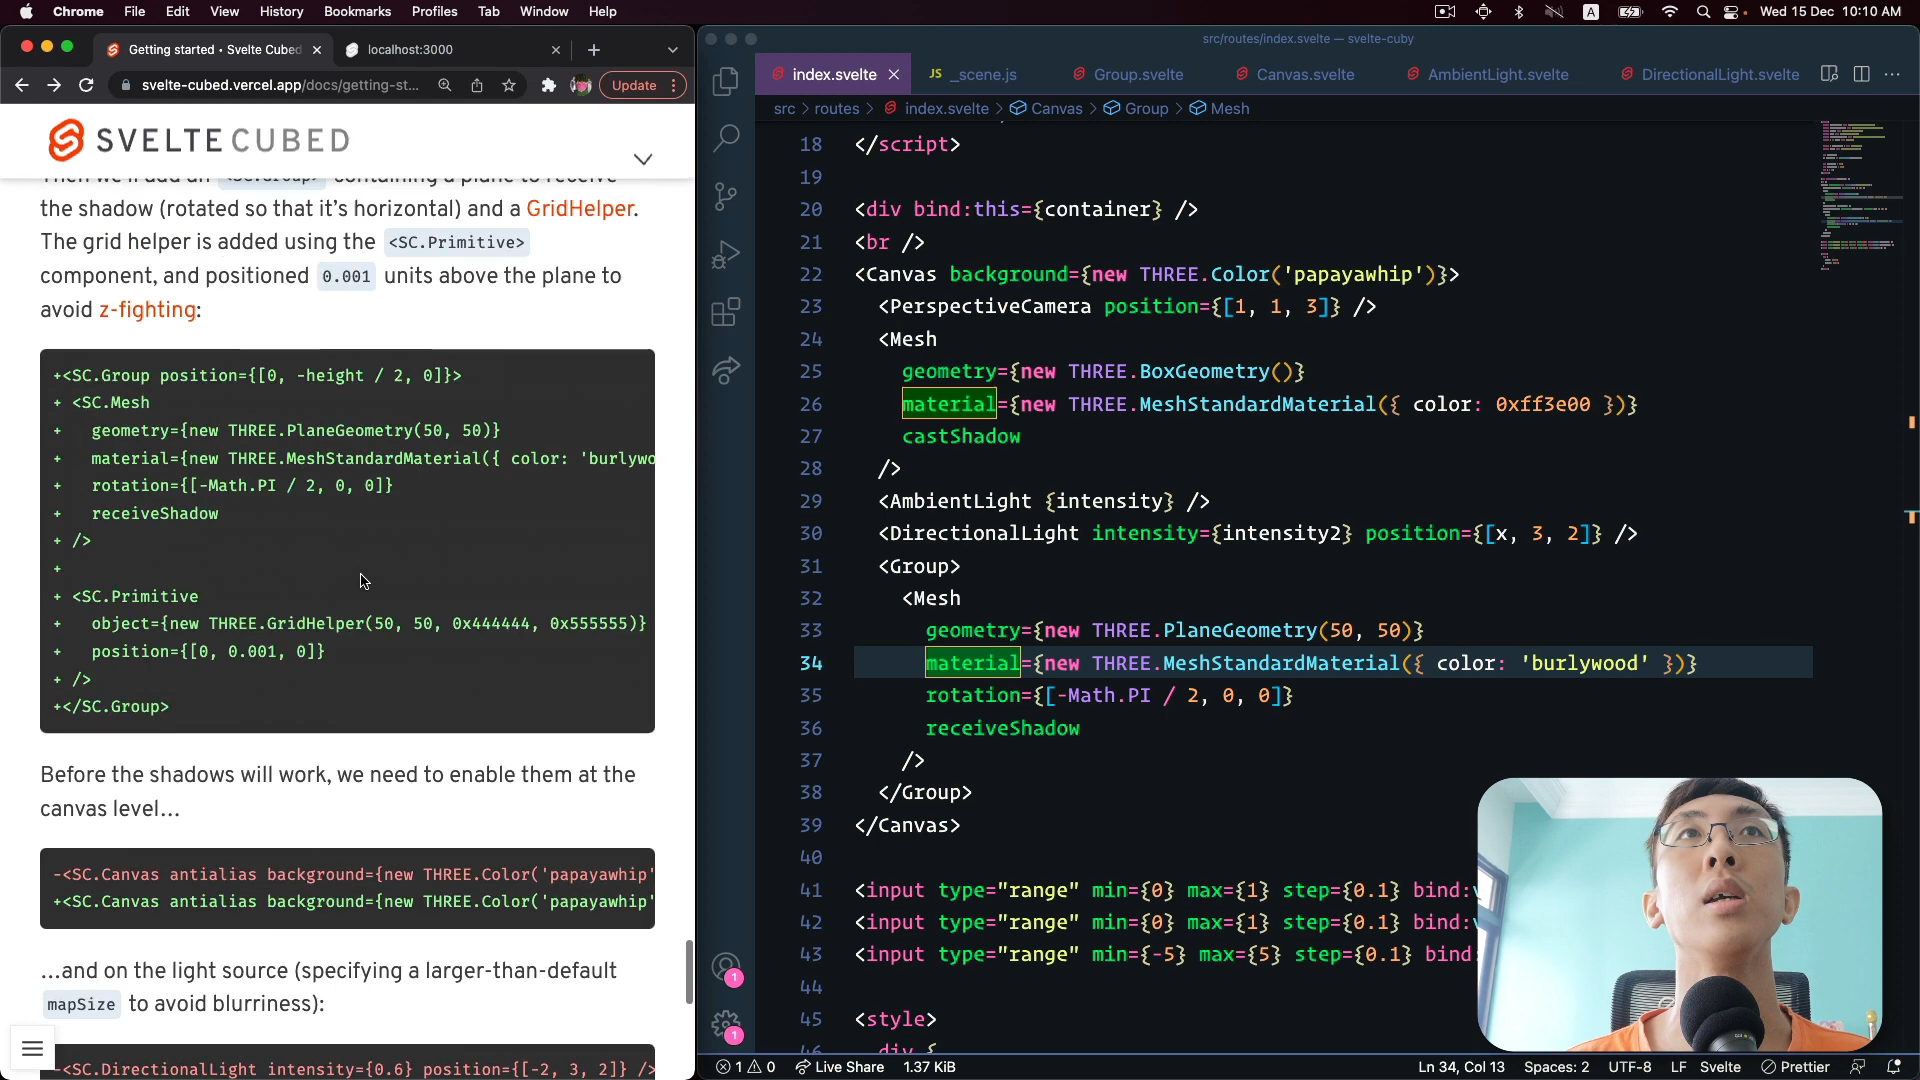 Chrome File Edit View History Bookmarks Profiles Tab Window Help
A
Wed 15 Dec 10:10 AM
Getting started • Svelte Cubed
localhost:3000
svelte-cubed.vercel.app/docs/getting-st...
Update
SVELTE CUBED
the shadow (rotated so that it's horizontal) and a GridHelper.
The grid helper is added using the <SC.Primitive>
component, and positioned 0.001 units above the plane to
avoid z-fighting:
+<SC.Group position={[0, -height / 2, 0]}>
+ <SC.Mesh
+ geometry={new THREE.PlaneGeometry(50, 50)}
+ material={new THREE.MeshStandardMaterial({ color: 'burlywo
+ rotation={[-Math.PI / 2, 0, 0]}
+ receiveShadow
+ />
+
+ <SC.Primitive
+ object={new THREE.GridHelper(50, 50, 0x444444, 0x555555)}
+ position={[0, 0.001, 0]}
+ />
+</SC.Group>
Before the shadows will work, we need to enable them at the
canvas level…
-<SC.Canvas antialias background={new THREE.Color('papayawhip'
+<SC.Canvas antialias background={new THREE.Color('papayawhip'
…and on the light source (specifying a larger-than-default
mapSize to avoid blurriness):
-<SC.DirectionalLight intensity={0.6} position={[-2, 3, 2]} />
src/routes/index.svelte — svelte-cuby
index.svelte
JS _scene.js
Group.svelte
Canvas.svelte
AmbientLight.svelte
DirectionalLight.svelte
src > routes > index.svelte > Canvas > Group > Mesh
18 </script>
19
20 <div bind:this={container} />
21 <br />
22 <Canvas background={new THREE.Color('papayawhip')}>
23 <PerspectiveCamera position={[1, 1, 3]} />
24 <Mesh
25 geometry={new THREE.BoxGeometry()}
26 material={new THREE.MeshStandardMaterial({ color: 0xff3e00 })}
27 castShadow
28 />
29 <AmbientLight {intensity} />
30 <DirectionalLight intensity={intensity2} position={[x, 3, 2]} />
31 <Group>
32 <Mesh
33 geometry={new THREE.PlaneGeometry(50, 50)}
34 material={new THREE.MeshStandardMaterial({ color: 'burlywood' })}
35 rotation={[-Math.PI / 2, 0, 0]}
36 receiveShadow
37 />
38 </Group>
39 </Canvas>
40
41 <input type="range" min={0} max={1} step={0.1} bind:
42 <input type="range" min={0} max={1} step={0.1} bind:
43 <input type="range" min={-5} max={5} step={0.1} bind
44
45 <style>
46 div {
1
1
1 0 Live Share 1.37 KiB
Ln 34, Col 13 Spaces: 2 UTF-8 LF Svelte Prettier